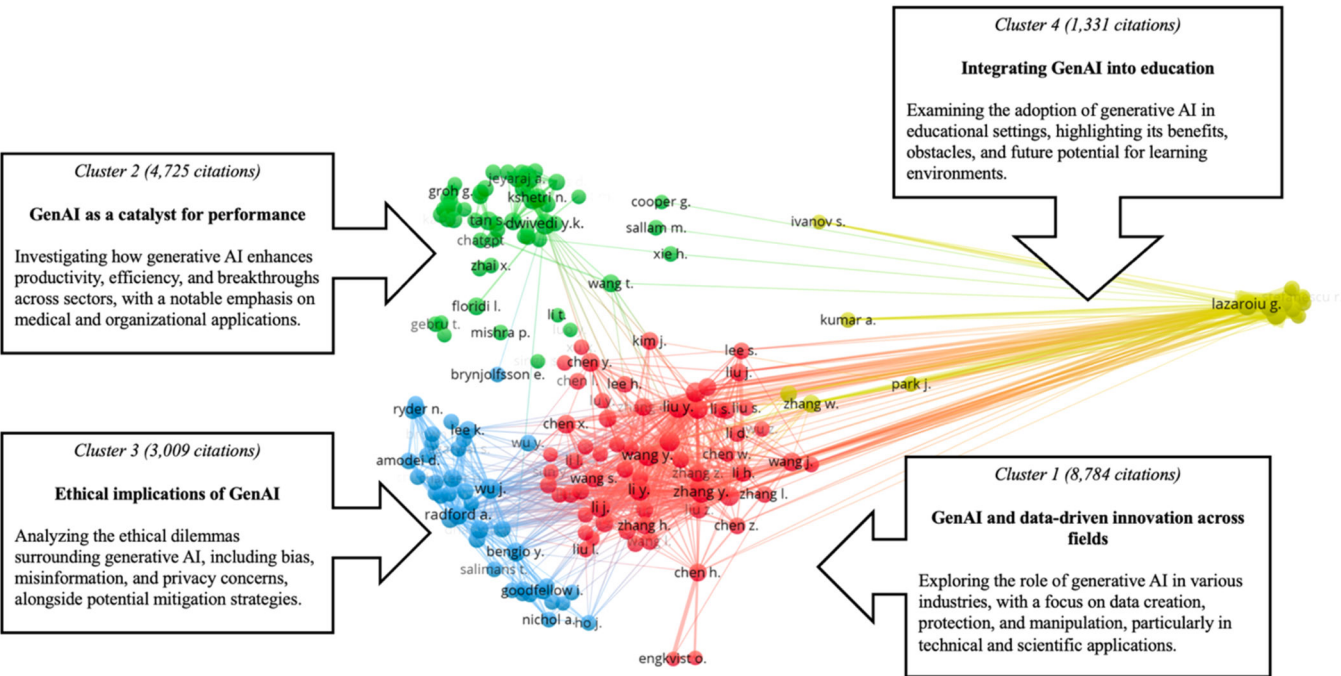 Cluster 4 (1,331 citations)
Integrating GenAI into education
Examining the adoption of generative AI in
educational settings, highlighting its benefits,
obstacles, and future potential for learning
environments.
Cluster 2 (4,725 citations)
GenAI as a catalyst for performance
Investigating how generative AI enhances
productivity, efficiency, and breakthroughs
across sectors, with a notable emphasis on
medical and organizational applications.
Cluster 3 (3,009 citations)
Ethical implications of GenAI
Analyzing the ethical dilemmas
surrounding generative AI, including bias,
misinformation, and privacy concerns,
alongside potential mitigation strategies.
Cluster 1 (8,784 citations)
GenAI and data-driven innovation across
fields
Exploring the role of generative AI in various
industries, with a focus on data creation,
protection, and manipulation, particularly in
technical and scientific applications.
jeyaraj a.
groh g.
kshetri n.
tan s.
dwivedi y.k.
chatgpt
zhai x.
cooper g.
sallam m.
xie h.
wang t.
floridi l.
gebru t.
mishra p.
li t.
brynjolfsson e.
ivanov s.
kumar a.
park j.
zhang w.
lazaroiu g.
kim j.
lee s.
liu j.
chen y.
lee h.
liu y.
li s.
liu s.
chen x.
li d.
wang y.
chen w.
wang j.
zhang z.
li h.
wang s.
li y.
zhang y.
zhang l.
li j.
liu z.
zhang h.
chen z.
liu l.
chen h.
engkvist o.
ryder n.
lee k.
wu y.
amodei d.
wu j.
radford a.
bengio y.
salimans t.
goodfellow i.
nichol a.
ho j.